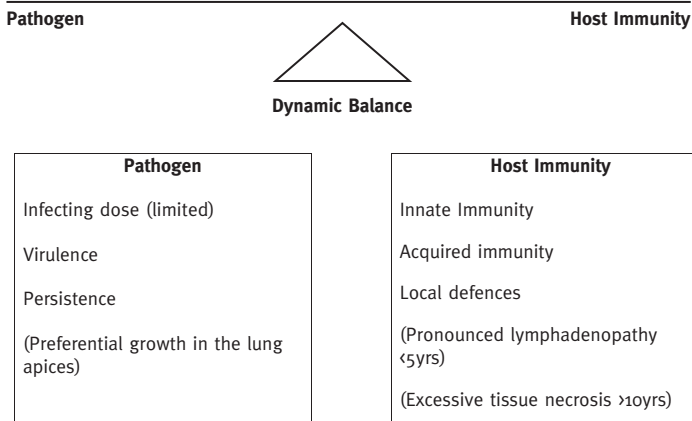 Pathogen
Host Immunity
Dynamic Balance
Pathogen
Infecting dose (limited)
Virulence
Persistence
(Preferential growth in the lung
apices)
Host Immunity
Innate Immunity
Acquired immunity
Local defences
(Pronounced lymphadenopathy
<5yrs)
(Excessive tissue necrosis >10yrs)